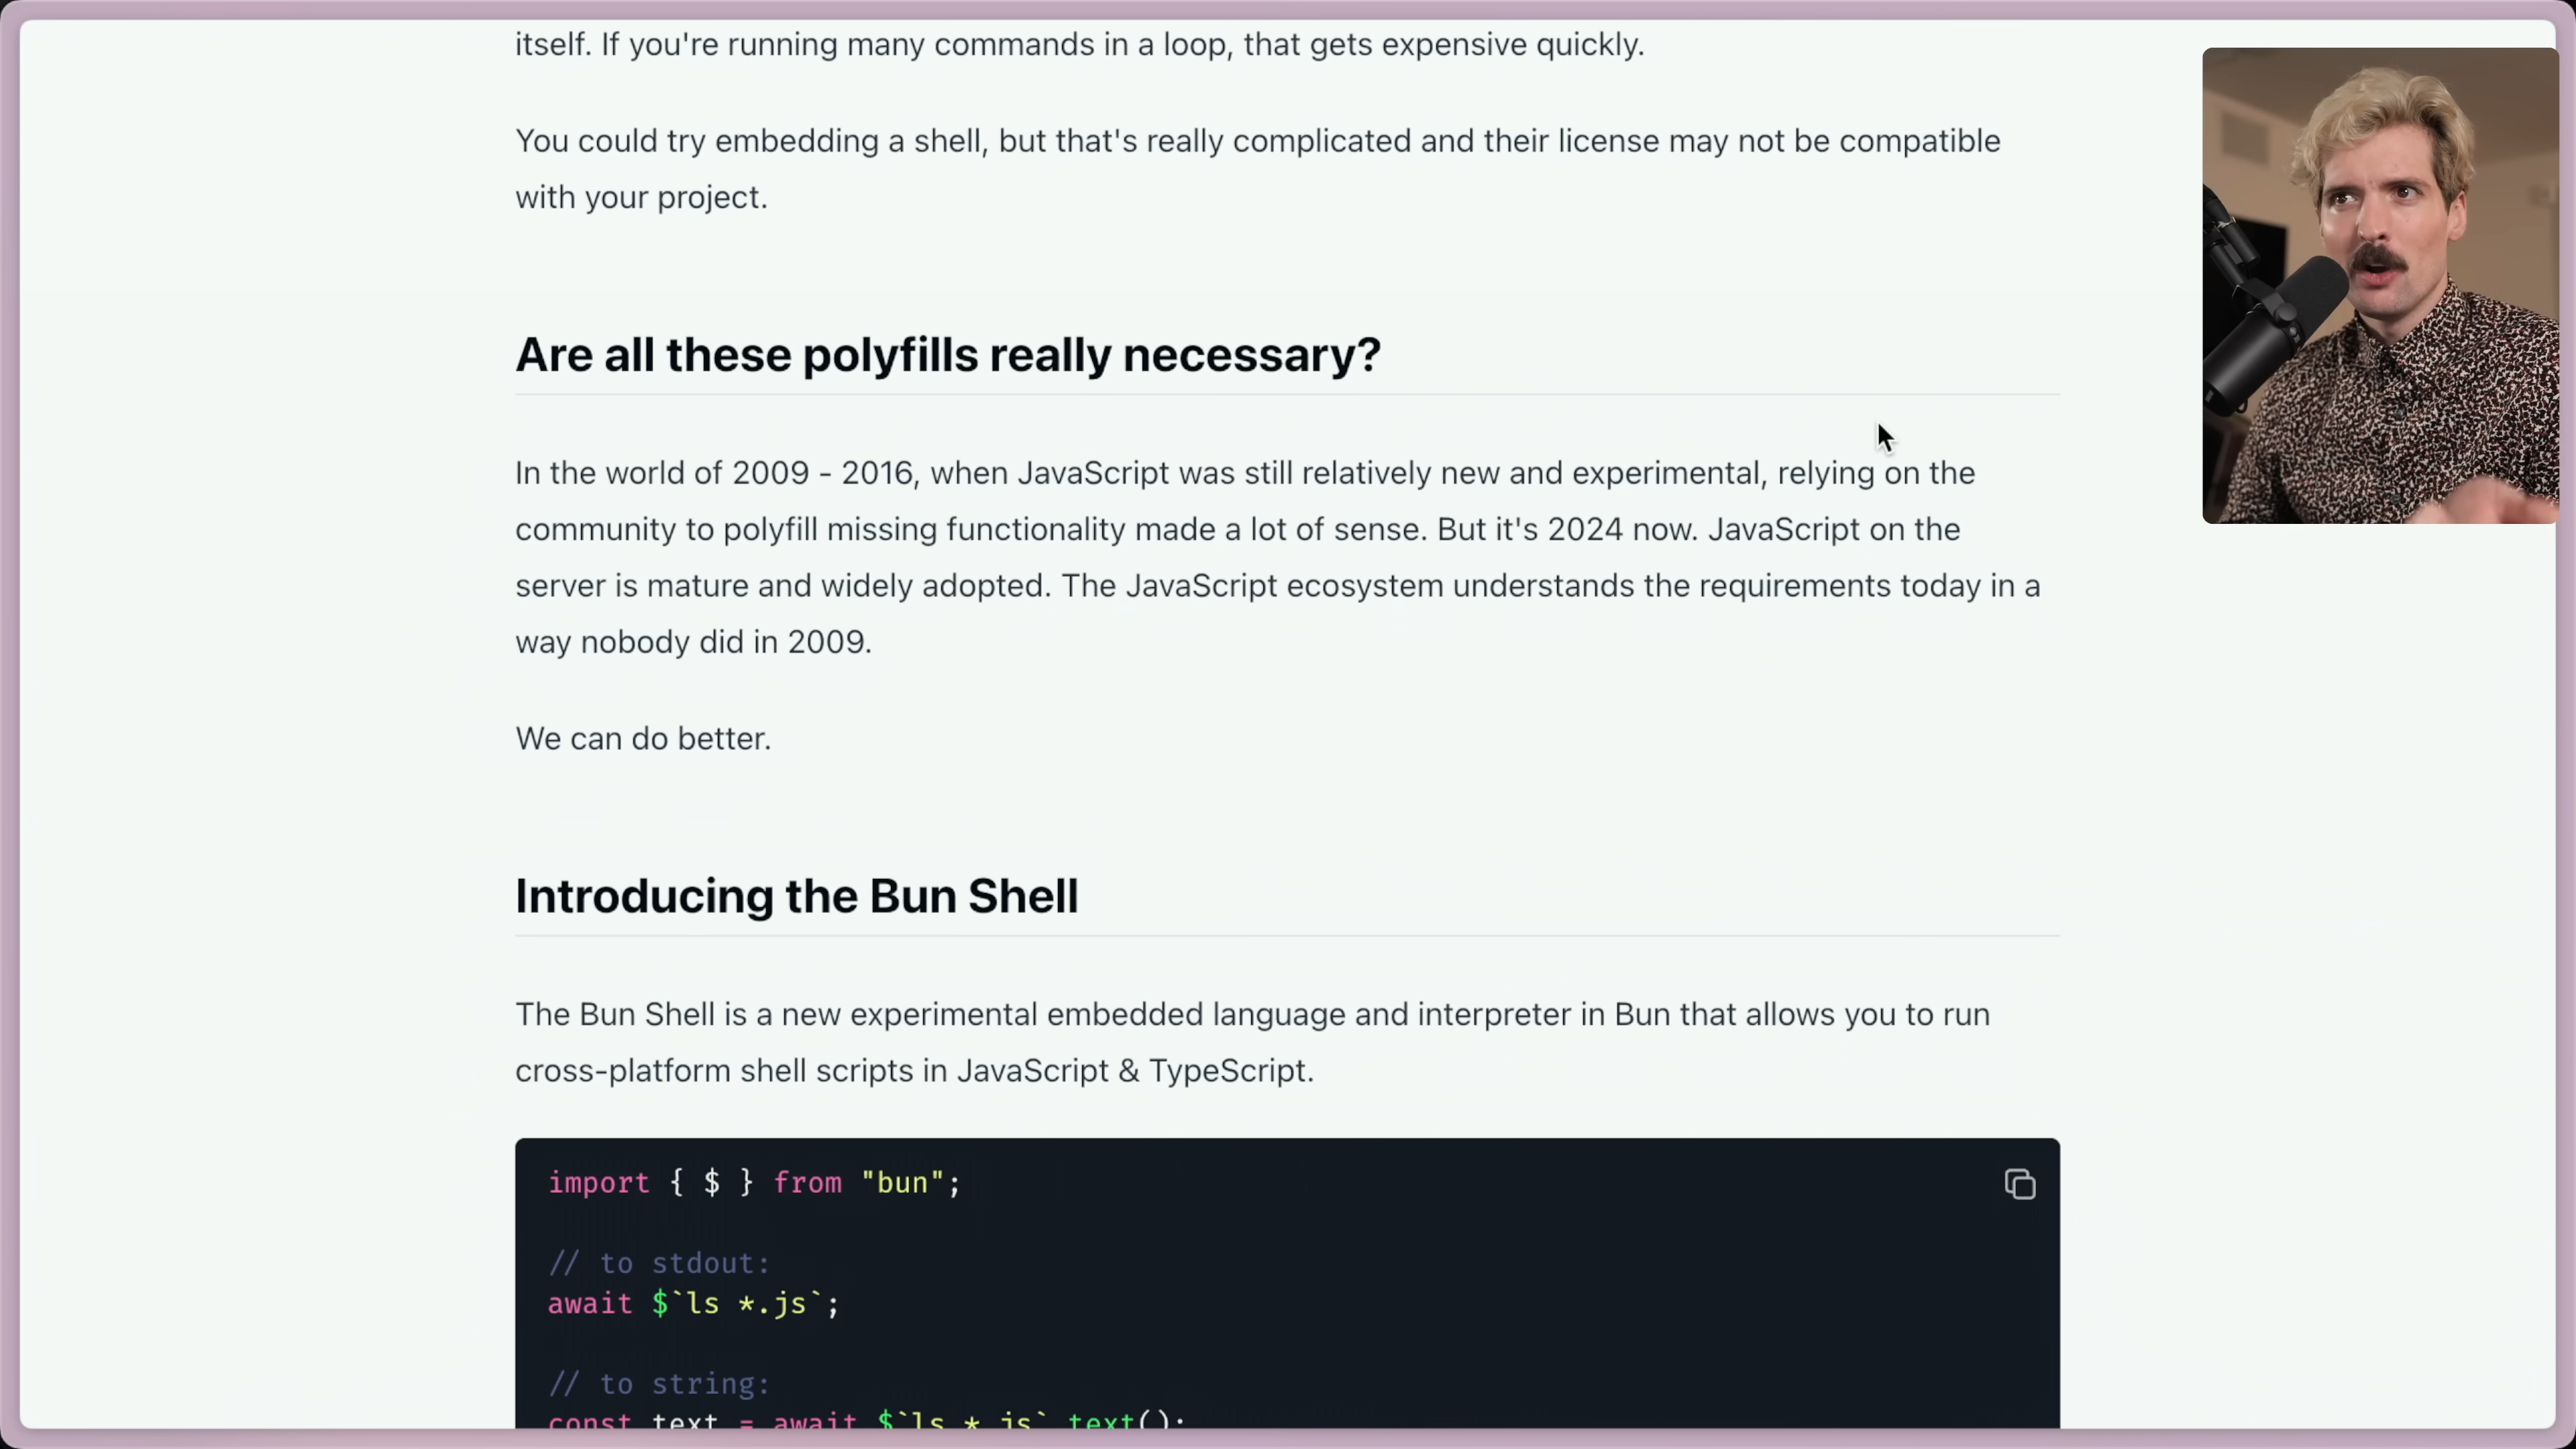 itself. If you're running many commands in a loop, that gets expensive quickly.
You could try embedding a shell, but that's really complicated and their license may not be compatible
with your project.
Are all these polyfills really necessary?
In the world of 2009 - 2016, when JavaScript was still relatively new and experimental, relying on the
community to polyfill missing functionality made a lot of sense. But it's 2024 now. JavaScript on the
server is mature and widely adopted. The JavaScript ecosystem understands the requirements today in a
way nobody did in 2009.
We can do better.
Introducing the Bun Shell
The Bun Shell is a new experimental embedded language and interpreter in Bun that allows you to run
cross-platform shell scripts in JavaScript & TypeScript.
import { $ } from "bun";
// to stdout:
await $`ls *.js`;
// to string:
const text = await $`ls *.js`.text();